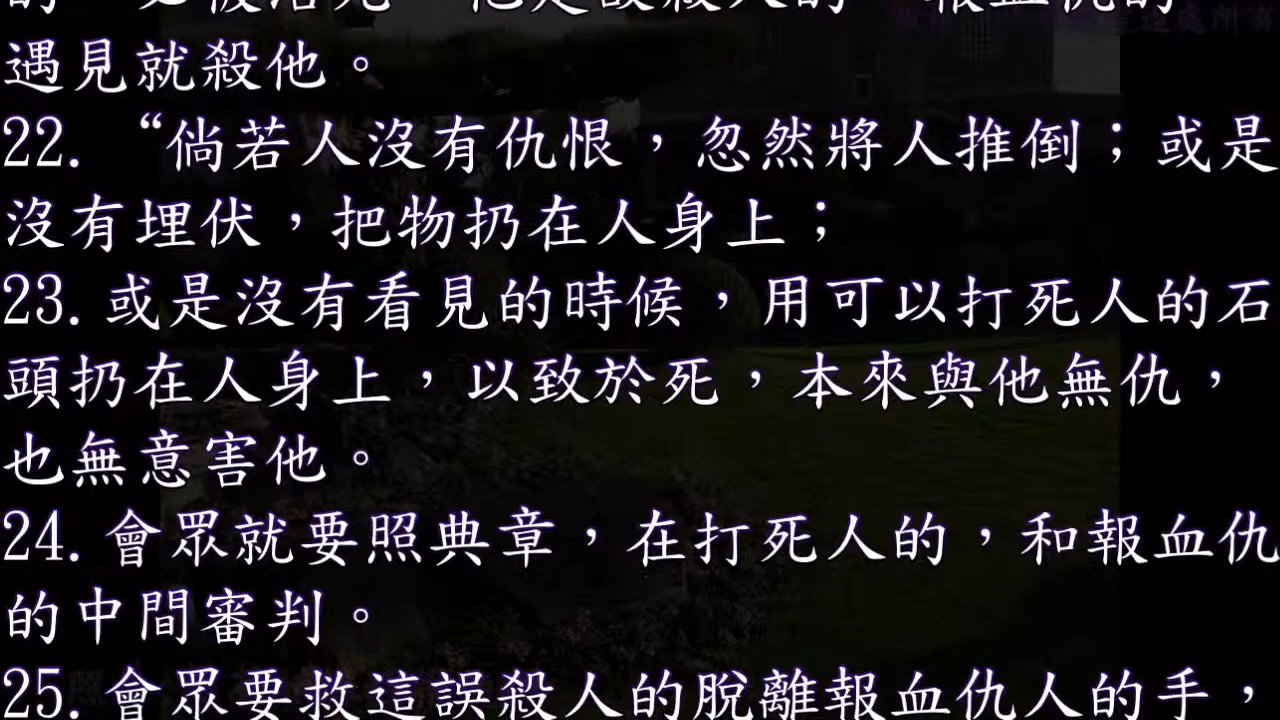 遇見就殺他。
22. “倘若人沒有仇恨，忽然將人推倒；或是
沒有埋伏，把物扔在人身上；
23. 或是沒有看見的時候，用可以打死人的石
頭扔在人身上，以致於死，本來與他無仇，
也無意害他。
24. 會眾就要照典章，在打死人的，和報血仇
的中間審判。
25. 會眾要救這誤殺人的脫離報血仇人的手，